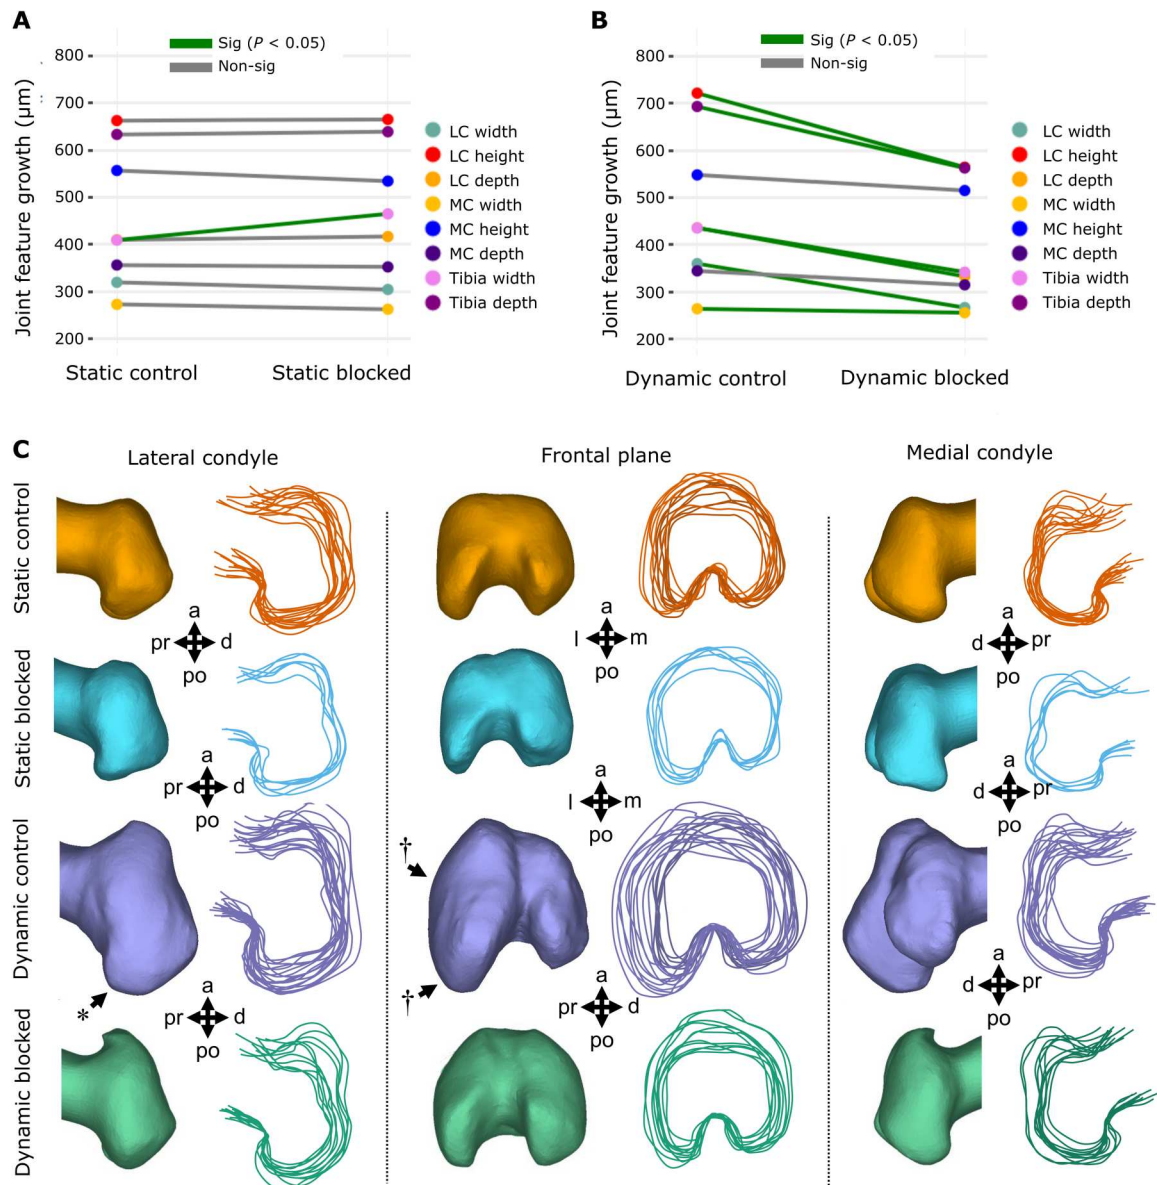 A
Sig (P < 0.05)
Non-sig
Joint feature growth (µm)
800
700
600
500
400
300
200
Static control
Static blocked
LC width
LC height
LC depth
MC width
MC height
MC depth
Tibia width
Tibia depth
B
Sig (P < 0.05)
Non-sig
Joint feature growth (µm)
800
700
600
500
400
300
200
Dynamic control
Dynamic blocked
LC width
LC height
LC depth
MC width
MC height
MC depth
Tibia width
Tibia depth
C
Lateral condyle
Frontal plane
Medial condyle
Static control
a
pr d
po
a
l m
po
a
d pr
po
Static blocked
a
pr d
po
a
l m
po
a
d pr
po
Dynamic control
*
†
†
a
pr d
po
a
pr d
po
a
d pr
po
Dynamic blocked